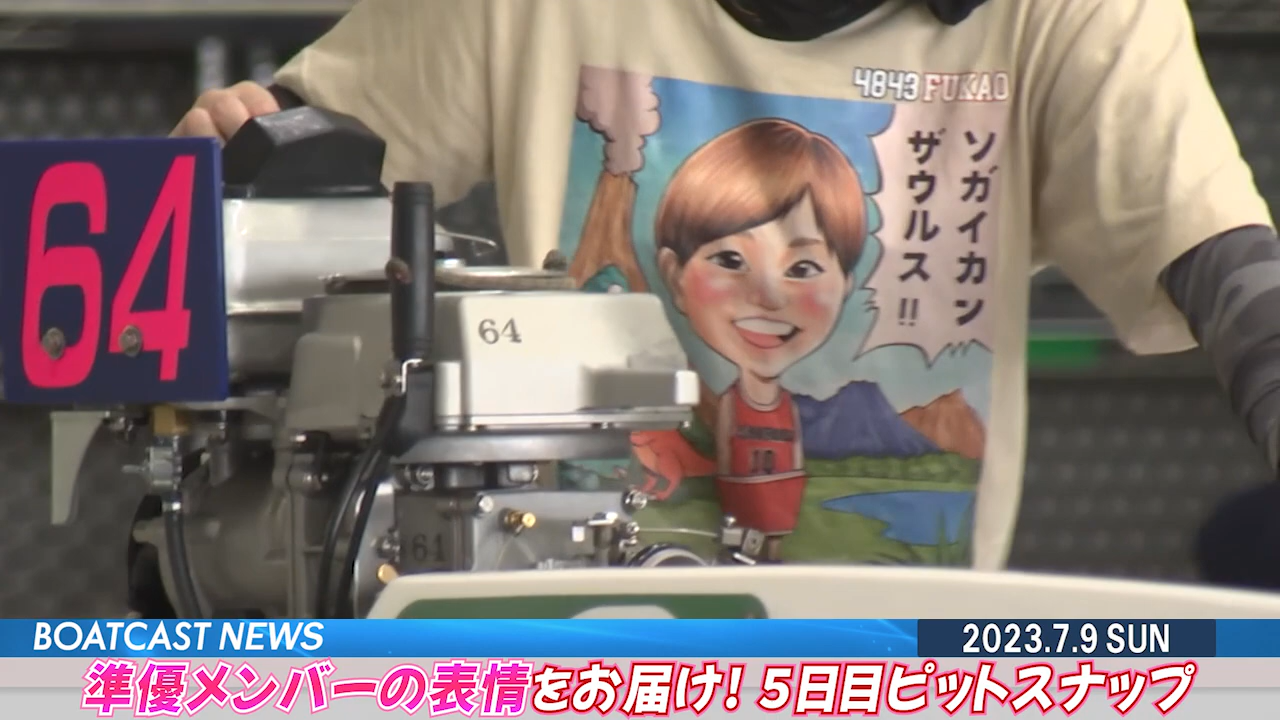 4843 FUKAO
ソガイカン
ザウルス!!
64
64
BOATCAST NEWS
2023.7.9 SUN
準優メンバーの表情をお届け! 5日目ピットスナップ